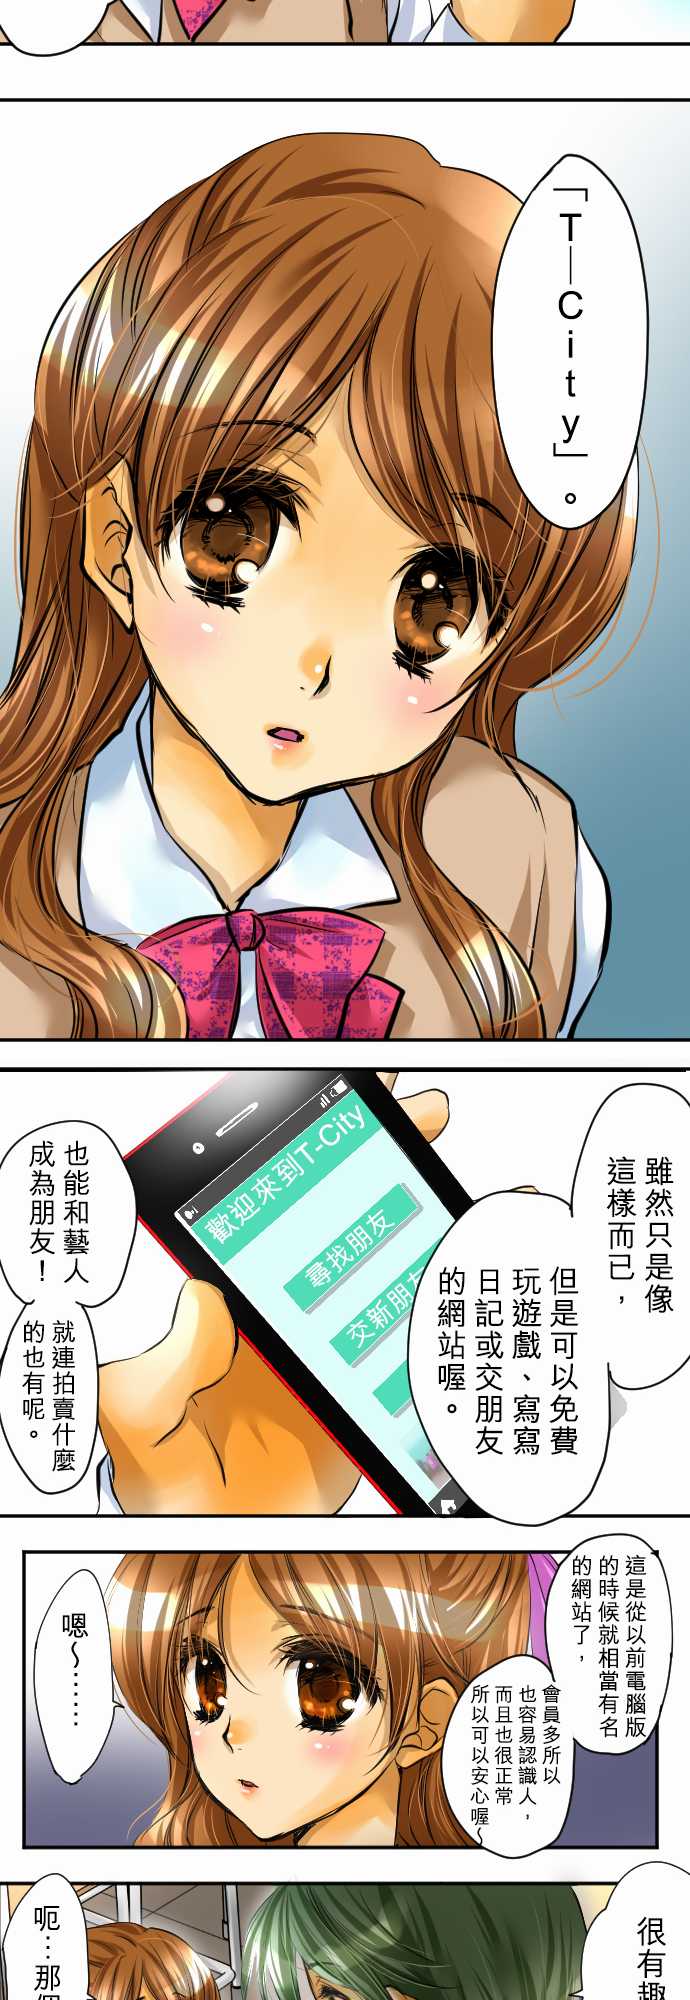 「T—City」。
雖然只是像
這樣而已，
但是可以免費
玩遊戲、寫寫
日記或交朋友
的網站喔。
歡迎來到T-City
尋找朋友
交新朋友
也能和藝人
成為朋友！
就連拍賣什麼
的也有呢。
這是從以前電腦版
的時候就相當有名
的網站了，
會員多所以
也容易認識人，
而且也很正常
所以可以安心喔~
嗯~……
很有趣
呃…那個